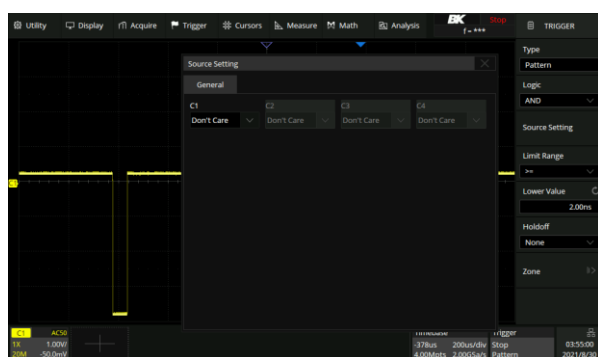 Utility Display Acquire Trigger Cursors Measure Math Analysis BK Stop TRIGGER
f = ***
Type
Pattern
Logic
AND
Source Setting
Limit Range
>=
Lower Value
2.00ns
Holdoff
None
Zone
Source Setting
General
C1 C2 C3 C4
Don't Care Don't Care Don't Care Don't Care
C1
C1 AC50
1X 1.00V/
20M -50.0mV
Timebase Trigger
-378us 200us/div Stop 03:55:00
4.00Mpts 2.00GSa/s Pattern 2021/8/30